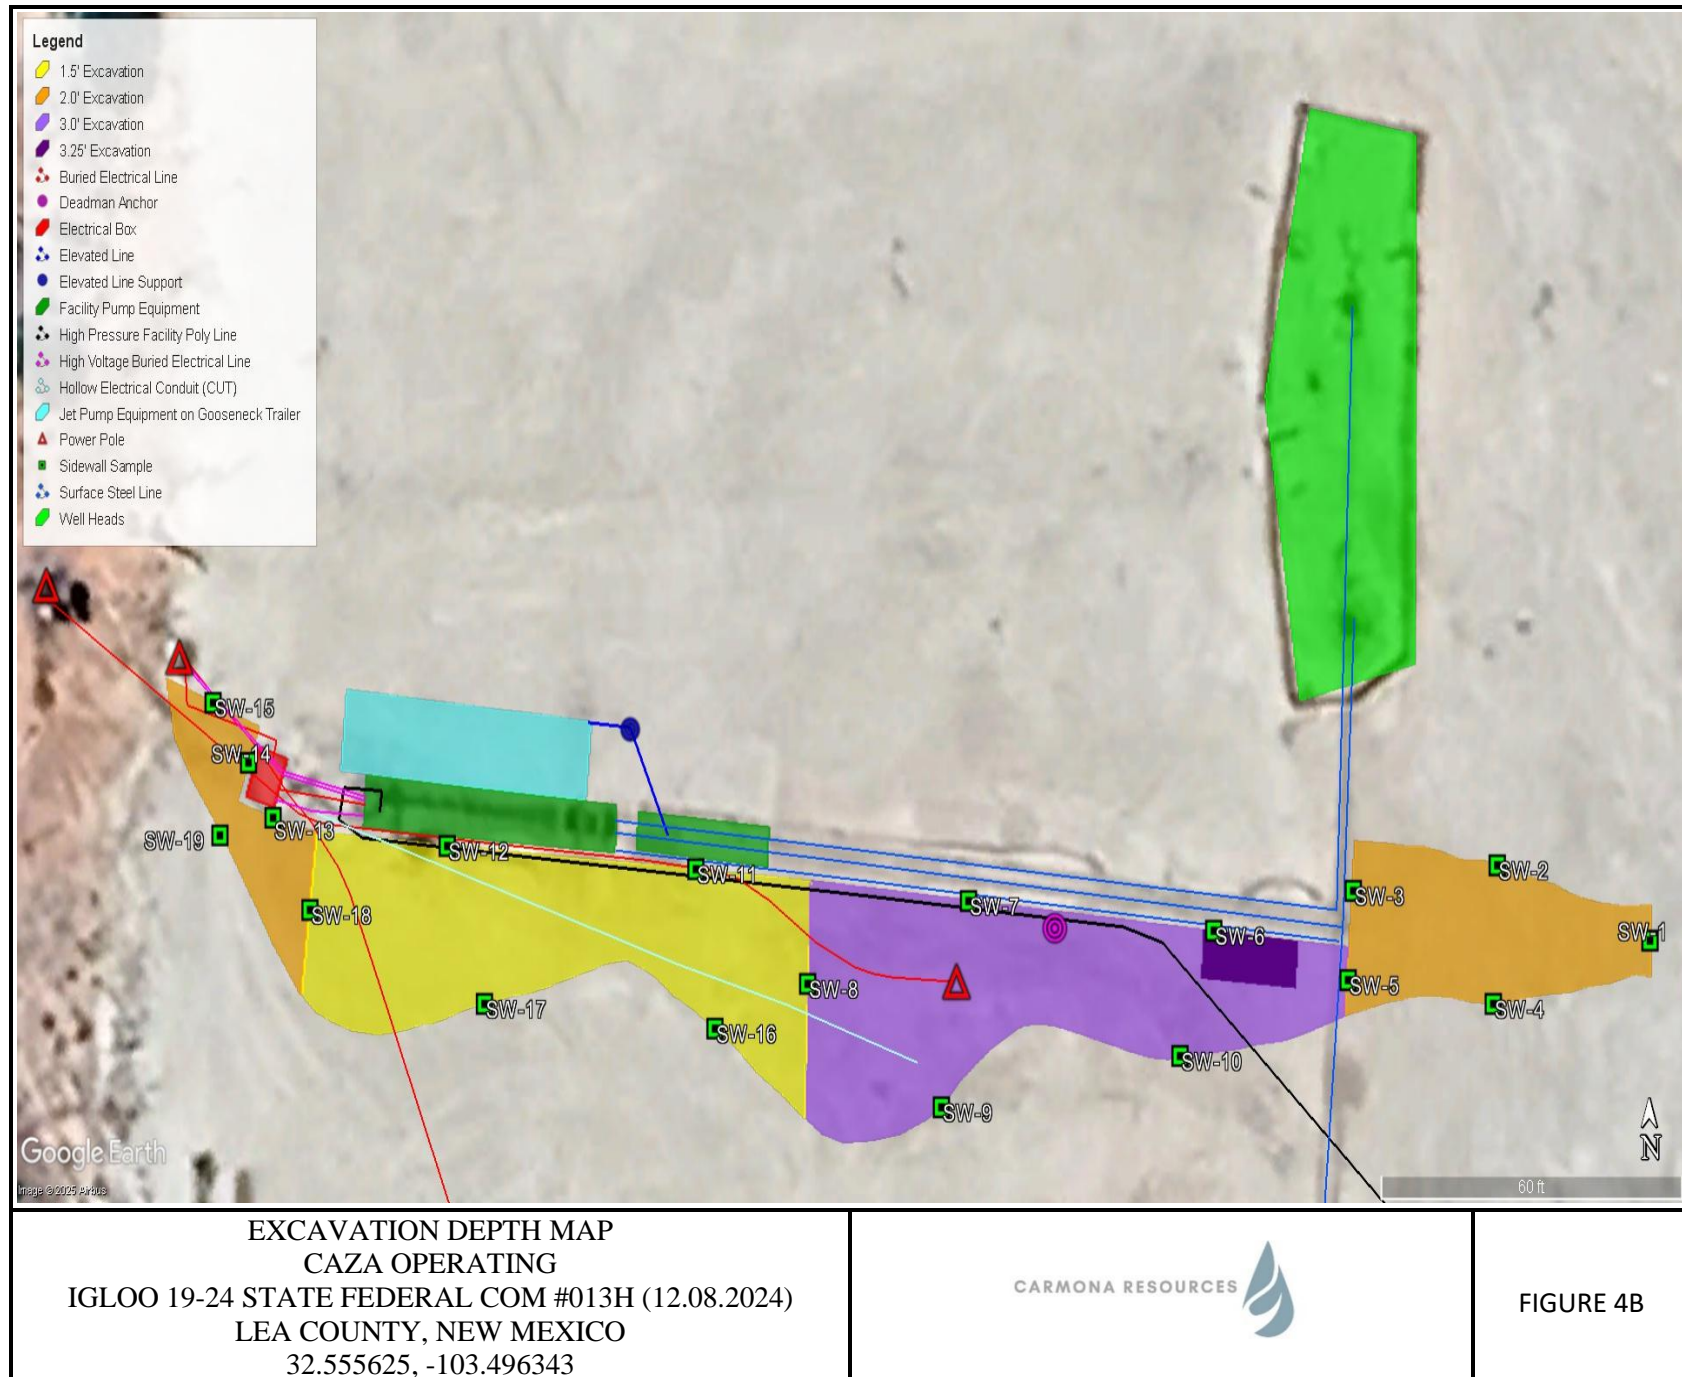 Legend
1.5' Excavation
2.0' Excavation
3.0' Excavation
3.25' Excavation
Buried Electrical Line
Deadman Anchor
Electrical Box
Elevated Line
Elevated Line Support
Facility Pump Equipment
High Pressure Facility Poly Line
High Voltage Buried Electrical Line
Hollow Electrical Conduit (CUT)
Jet Pump Equipment on Gooseneck Trailer
Power Pole
Sidewall Sample
Surface Steel Line
Well Heads
SW-15
SW-14
SW-13
SW-19
SW-12
SW-11
SW-2
SW-3
SW-7
SW-18
SW-6
SW-1
SW-8
SW-5
SW-17
SW-4
SW-16
SW-10
SW-9
N
Google Earth
Image © 2025 Airbus
60 ft
EXCAVATION DEPTH MAP
CAZA OPERATING
IGLOO 19-24 STATE FEDERAL COM #013H (12.08.2024)
LEA COUNTY, NEW MEXICO
32.555625, -103.496343
CARMONA RESOURCES
FIGURE 4B